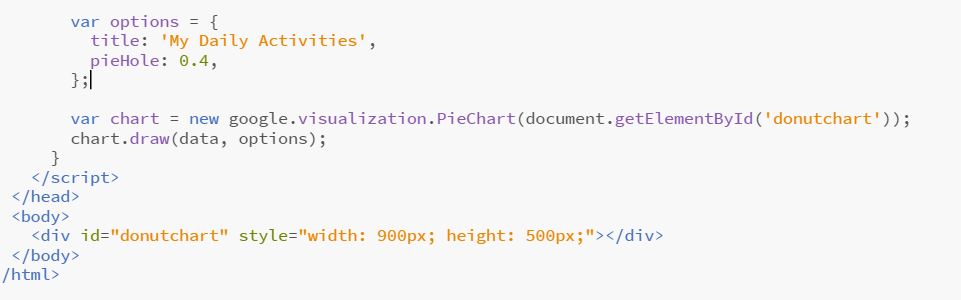 var options = {
title: 'My Daily Activities',
pieHole: 0.4,
};
var chart = new google.visualization.PieChart(document.getElementById('donutchart'));
chart.draw(data, options);
}
</script>
</head>
<body>
<div id="donutchart" style="width: 900px; height: 500px;"></div>
</body>
/html>